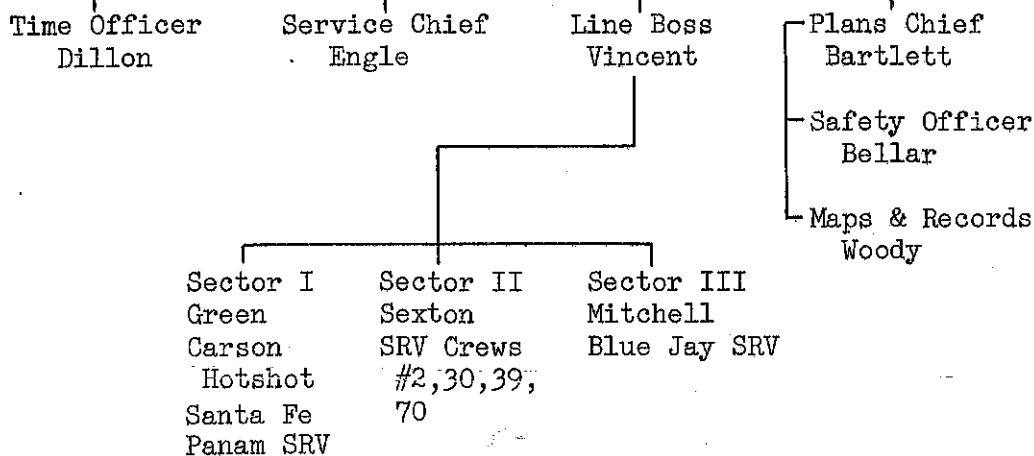 Time Officer
Dillon
Service Chief
Engle
Line Boss
Vincent
Plans Chief
Bartlett
Safety Officer
Bellar
Maps & Records
Woody
Sector I
Green
Carson
Hotshot
Santa Fe
Panam SRV
Sector II
Sexton
SRV Crews
#2,30,39,
70
Sector III
Mitchell
Blue Jay SRV